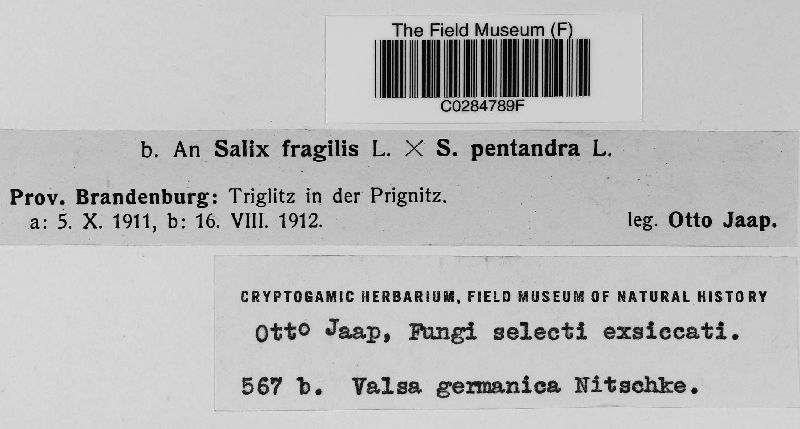 The Field Museum (F)
C0284789F
b. An Salix fragilis L. × S. pentandra L.
Prov. Brandenburg: Triglitz in der Prignitz.
a: 5. X. 1911, b: 16. VIII. 1912. leg. Otto Jaap.
CRYPTOGAMIC HERBARIUM, FIELD MUSEUM OF NATURAL HISTORY
Otto Jaap, Fungi selecti exsiccati.
567 b. Valsa germanica Nitschke.